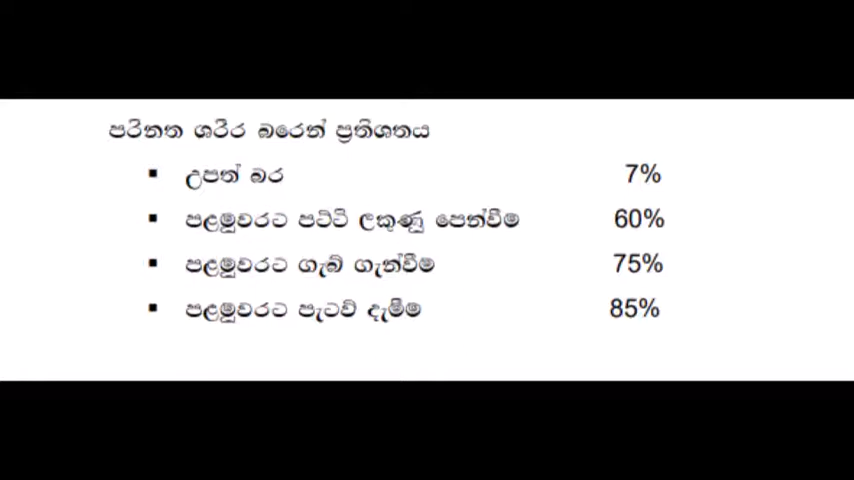 පරිනත ශරීර බරෙන් ප්‍රතිශතය
▪ උපත් බර 7%
▪ පළමුවරට පට්ටි ලකුණු පෙන්වීම 60%
▪ පළමුවරට ගැබ් ගැන්වීම 75%
▪ පළමුවරට පැටව් දැමීම 85%